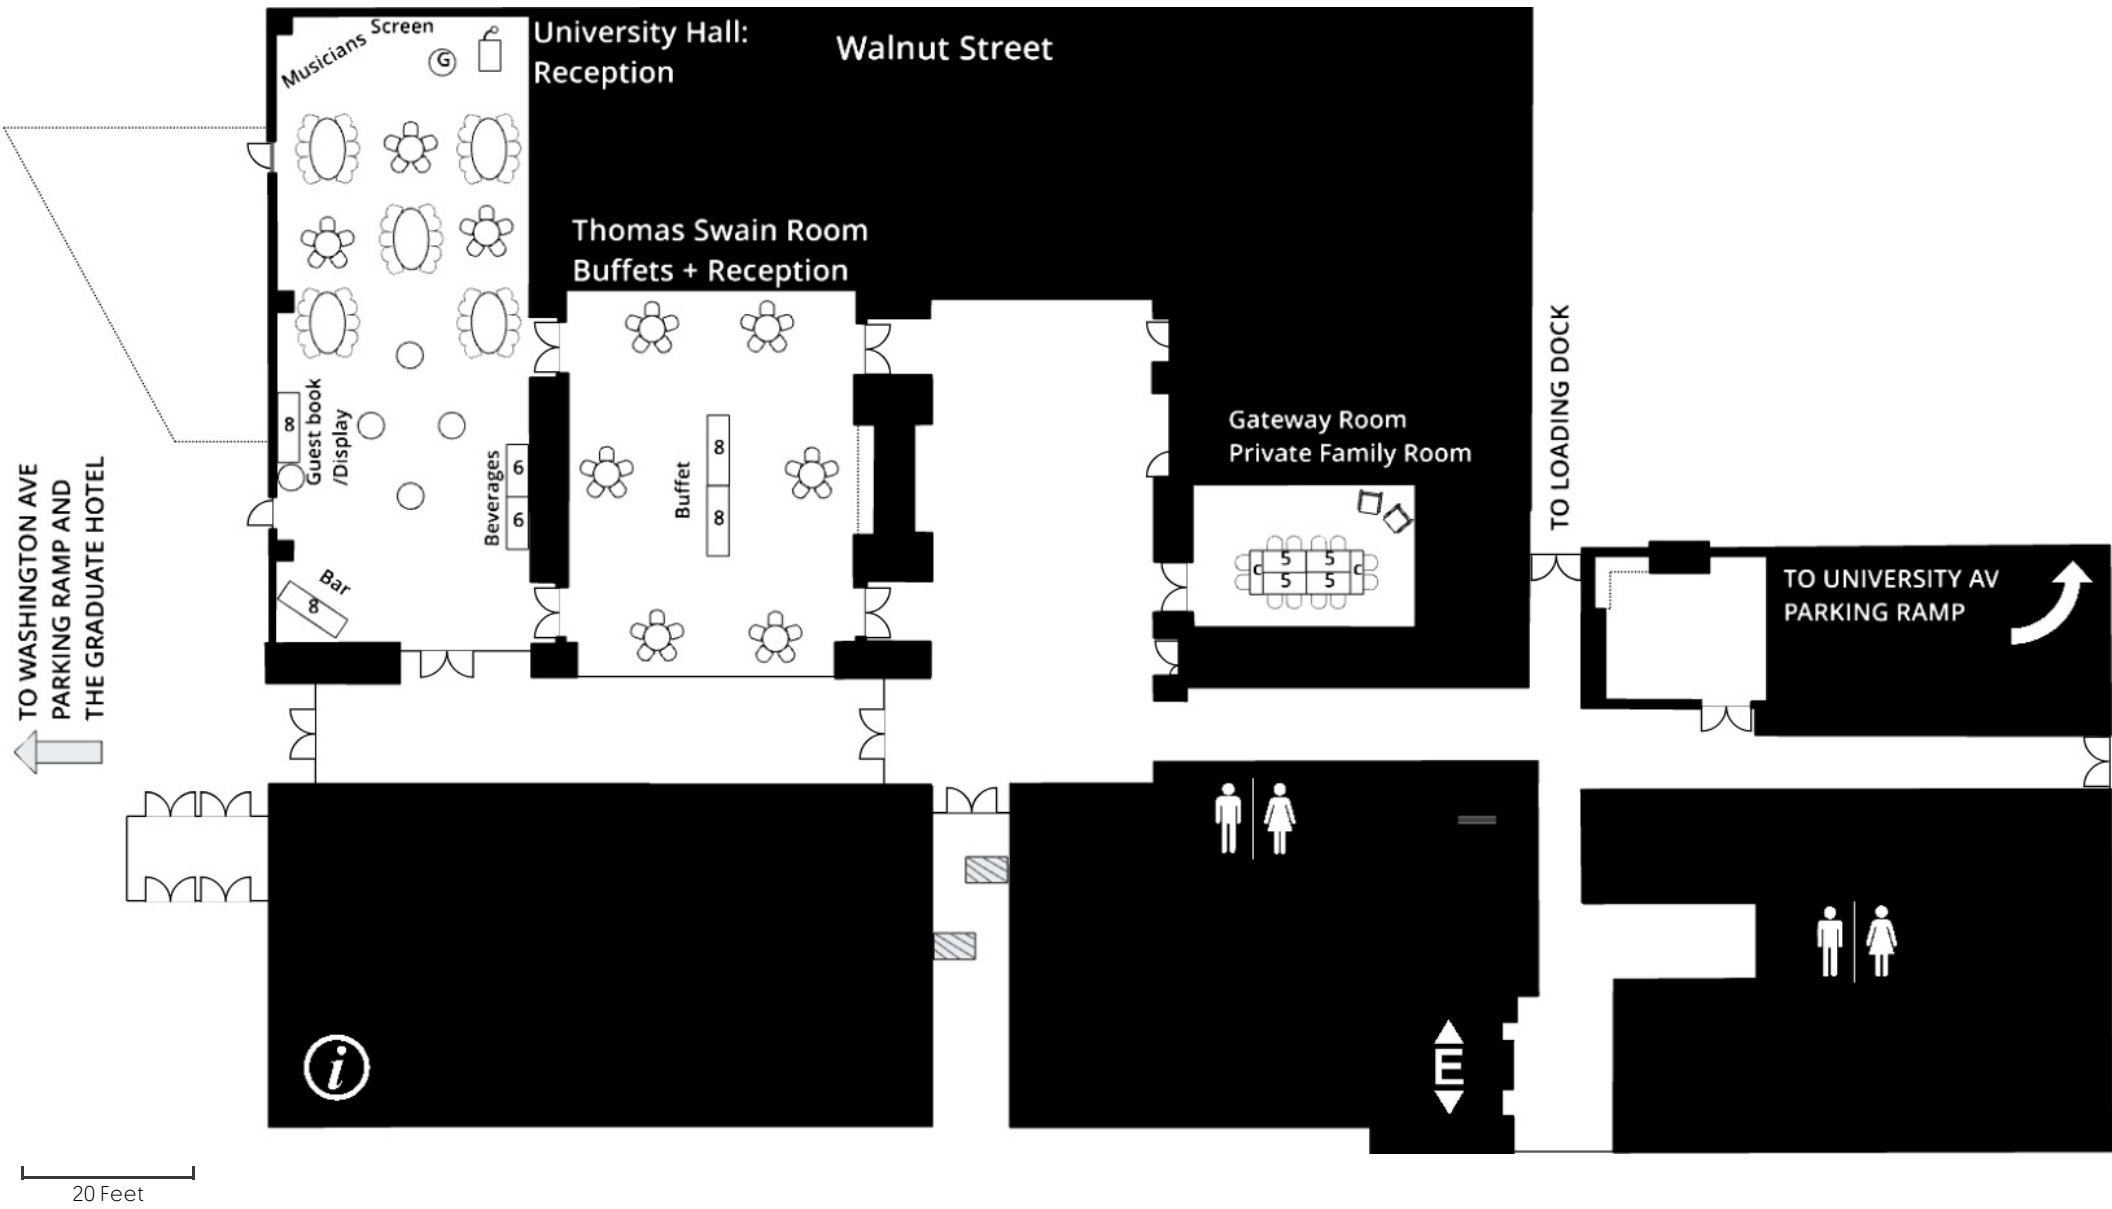 Screen
Musicians
G
University Hall:
Reception
Walnut Street
Thomas Swain Room
Buffets + Reception
8
Guest book
/Display
Beverages
6
6
Buffet
8
8
Bar
8
Gateway Room
Private Family Room
C
5
5
5
5
C
TO LOADING DOCK
TO UNIVERSITY AV
PARKING RAMP
TO WASHINGTON AVE
PARKING RAMP AND
THE GRADUATE HOTEL
i
E
20 Feet